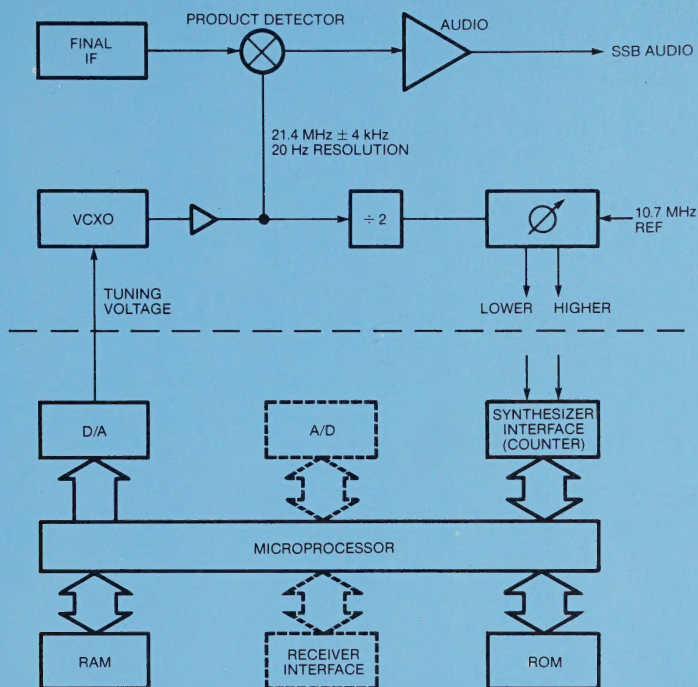 PRODUCT DETECTOR
FINAL
IF
AUDIO
SSB AUDIO
21.4 MHz ± 4 kHz
20 Hz RESOLUTION
VCXO
÷ 2
10.7 MHz
REF
TUNING
VOLTAGE
LOWER
HIGHER
D/A
A/D
SYNTHESIZER
INTERFACE
(COUNTER)
MICROPROCESSOR
RAM
RECEIVER
INTERFACE
ROM